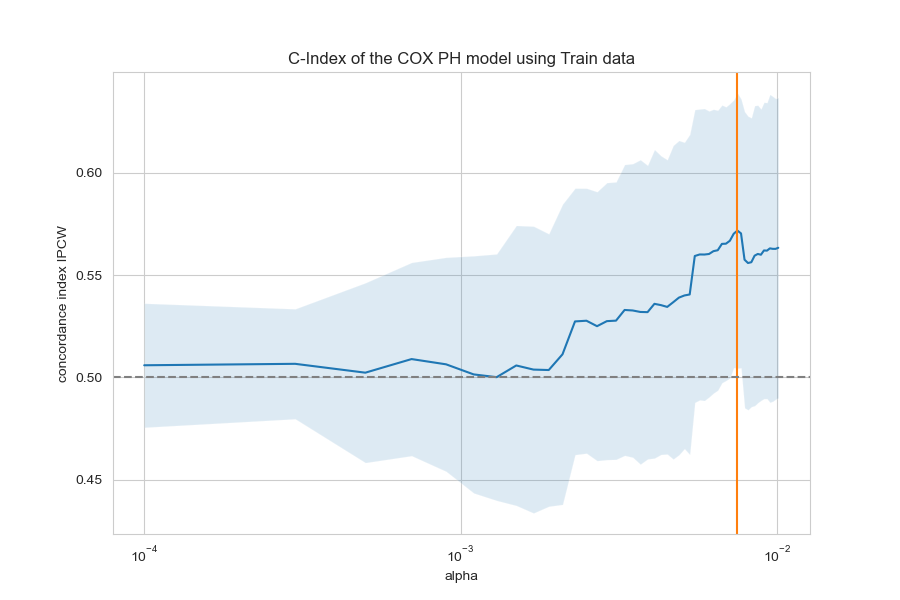 C-Index of the COX PH model using Train data
concordance index IPCW
0.60
0.55
0.50
0.45
10⁻⁴
10⁻³
10⁻²
alpha